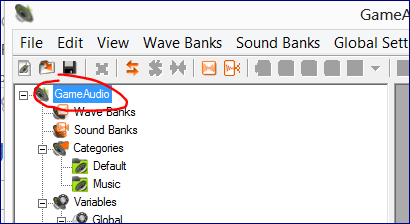 GameAu
File Edit View Wave Banks Sound Banks Global Sett
GameAudio
Wave Banks
Sound Banks
Categories
Default
Music
Variables
Global